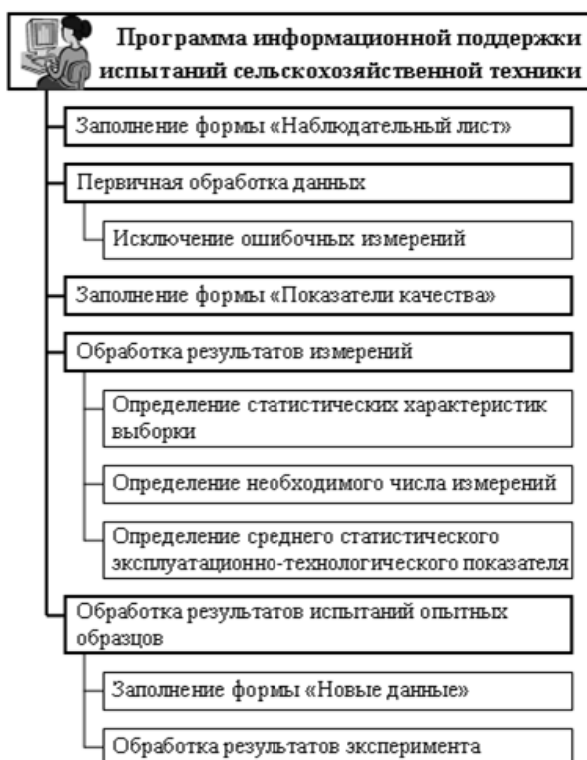 Программа информационной поддержки
испытаний сельскохозяйственной техники
Заполнение формы «Наблюдательный лист»
Первичная обработка данных
Исключение ошибочных измерений
Заполнение формы «Показатели качества»
Обработка результатов измерений
Определение статистических характеристик
выборки
Определение необходимого числа измерений
Определение среднего статистического
эксплуатационно-технологического показателя
Обработка результатов испытаний опытных
образцов
Заполнение формы «Новые данные»
Обработка результатов эксперимента